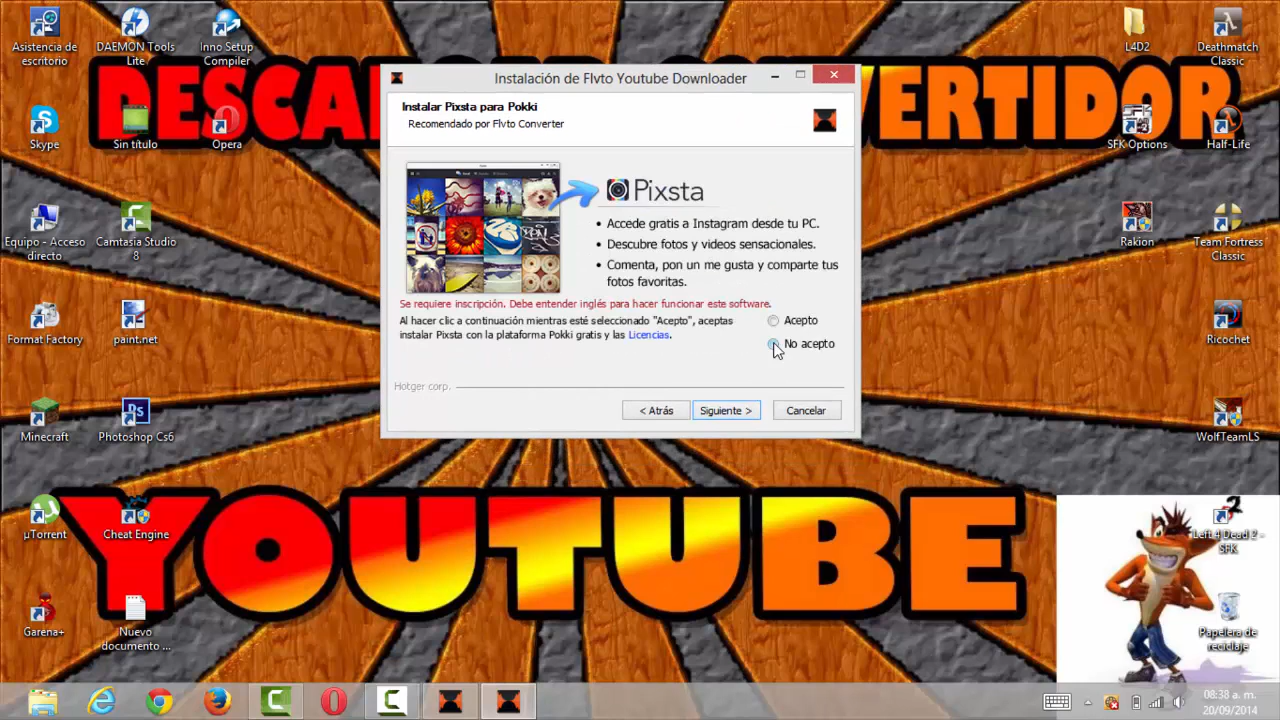 Asistencia de
escritorio
DAEMON Tools
Lite
Inno Setup
Compiler
L4D2
Deathmatch
Classic
Instalación de Flvto Youtube Downloader
Instalar Pixsta para Pokki
Recomendado por Flvto Converter
Skype
Sin título
Opera
SFK Options
Half-Life
Pixsta
• Accede gratis a Instagram desde tu PC.
• Descubre fotos y videos sensacionales.
• Comenta, pon un me gusta y comparte tus
fotos favoritas.
Equipo - Acceso
directo
Camtasia Studio
8
Rakion
Team Fortress
Classic
Se requiere inscripción. Debe entender inglés para hacer funcionar este software.
Al hacer clic a continuación mientras esté seleccionado "Acepto", aceptas
instalar Pixsta con la plataforma Pokki gratis y las Licencias.
Acepto
No acepto
Format Factory
paint.net
Ricochet
Hotger corp.
< Atrás
Siguiente >
Cancelar
Minecraft
Photoshop Cs6
Ps
WolfTeamLS
YOUTUBE
µTorrent
Cheat Engine
Left 4 Dead 2 -
SFK
Garena+
Nuevo
documento ...
Papelera de
reciclaje
08:38 a. m.
20/09/2014